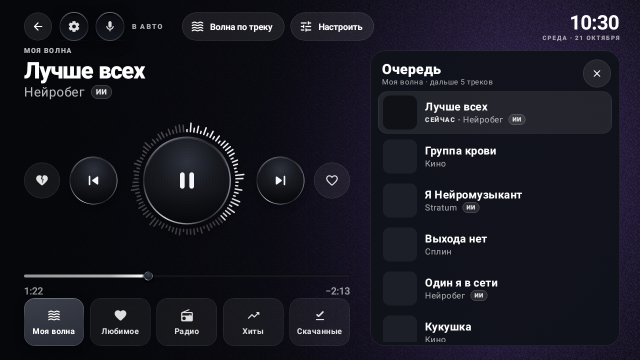 В АВТО
Волна по треку
Настроить
10:30
СРЕДА · 21 ОКТЯБРЯ
МОЯ ВОЛНА
Лучше всех
Нейробег ИИ
1:22
−2:13
Моя волна
Любимое
Радио
Хиты
Скачанные
Очередь
Моя волна · дальше 5 треков
Лучше всех
СЕЙЧАС · Нейробег ИИ
Группа крови
Кино
Я Нейромузыкант
Stratum ИИ
Выхода нет
Сплин
Один я в сети
Нейробег ИИ
Кукушка
Кино